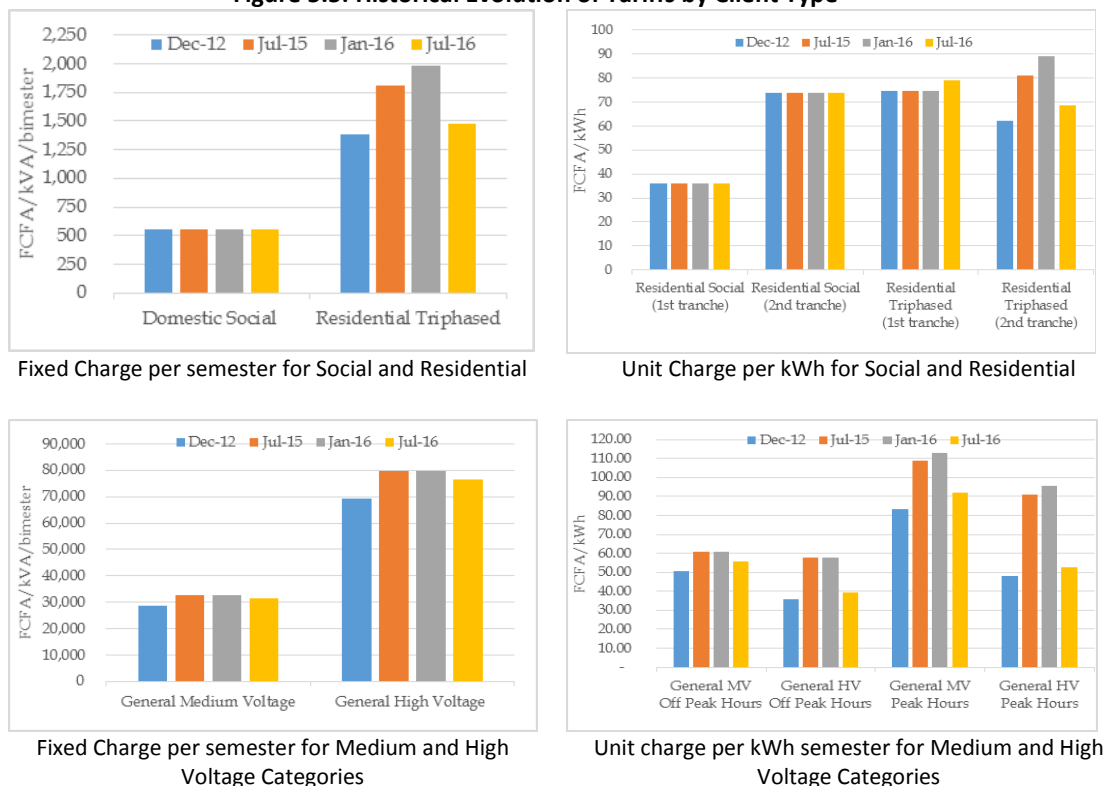 2,250
2,000
1,750
1,500
1,250
1,000
750
500
250
0
FCFA/kVA/bimester
Dec-12 Jul-15 Jan-16 Jul-16
Domestic Social Residential Triphased
Fixed Charge per semester for Social and Residential
100
90
80
70
60
50
40
30
20
10
0
FCFA/kWh
Dec-12 Jul-15 Jan-16 Jul-16
Residential Social Residential Social Residential Residential
(1st tranche) (2nd tranche) Triphased Triphased
(1st tranche) (2nd tranche)
Unit Charge per kWh for Social and Residential
90,000
80,000
70,000
60,000
50,000
40,000
30,000
20,000
10,000
0
FCFA/kVA/bimester
Dec-12 Jul-15 Jan-16 Jul-16
General Medium Voltage General High Voltage
Fixed Charge per semester for Medium and High
Voltage Categories
120.00
110.00
100.00
90.00
80.00
70.00
60.00
50.00
40.00
30.00
20.00
10.00
-
FCFA/kWh
Dec-12 Jul-15 Jan-16 Jul-16
General MV General HV General MV General HV
Off Peak Hours Off Peak Hours Peak Hours Peak Hours
Unit charge per kWh semester for Medium and High
Voltage Categories